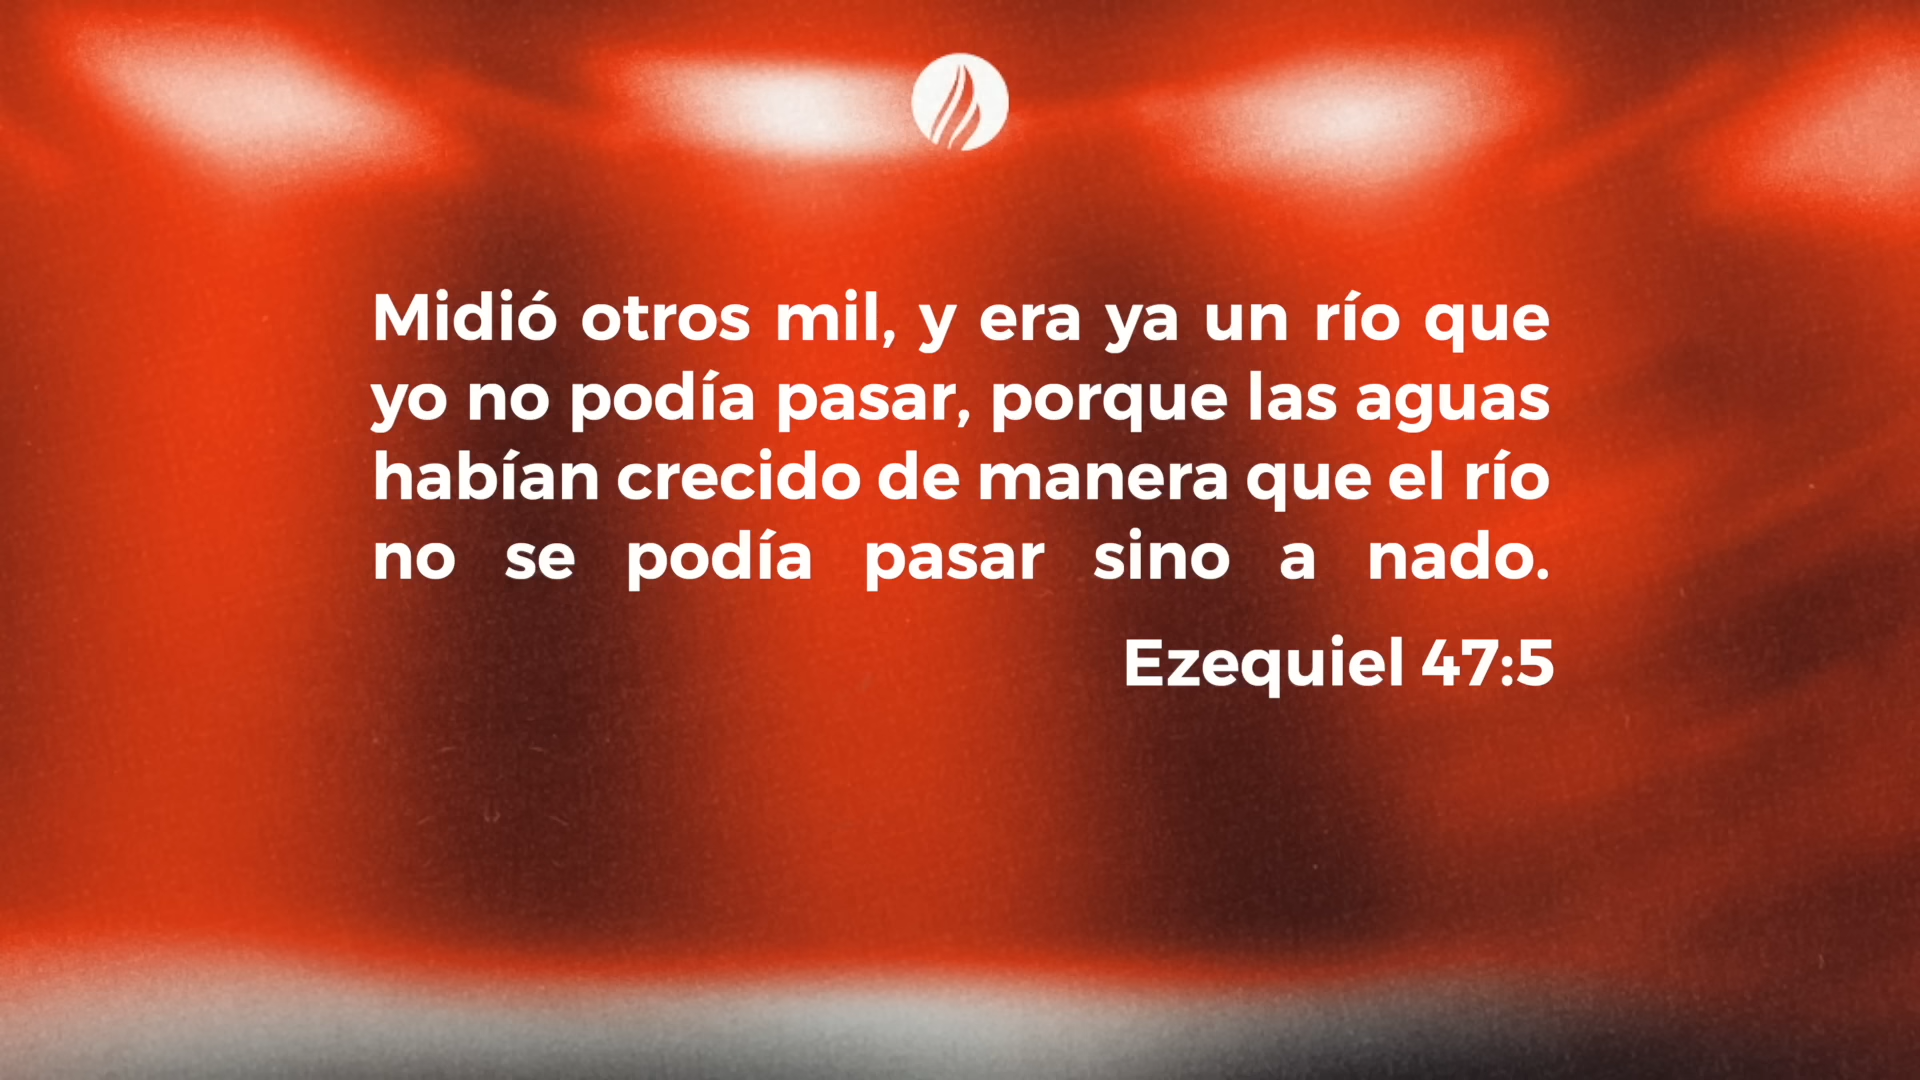 Midió otros mil, y era ya un río que
yo no podía pasar, porque las aguas
habían crecido de manera que el río
no se podía pasar sino a nado.
Ezequiel 47:5